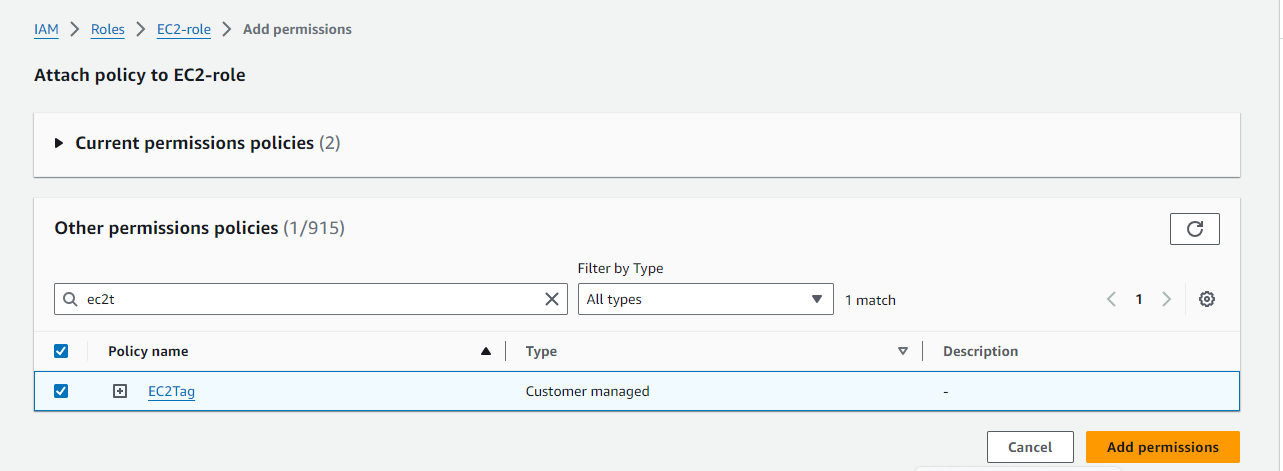 IAM > Roles > EC2-role > Add permissions
Attach policy to EC2-role
Current permissions policies (2)
Other permissions policies (1/915)
Filter by Type
ec2t All types 1 match 1
Policy name Type Description
EC2Tag Customer managed -
Cancel Add permissions